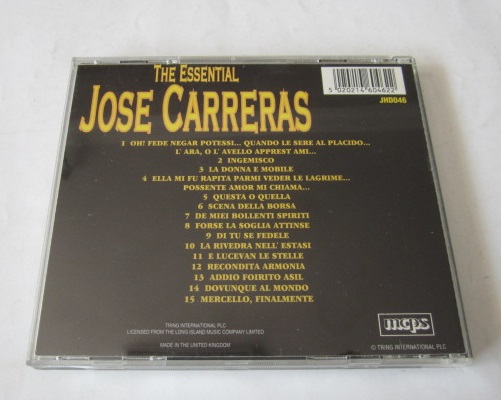 THE ESSENTIAL
JOSE CARRERAS
5 020214 604622
JHD046
1 OH! FEDE NEGAR POTESSI... QUANDO LE SERE AL PLACIDO...
L' ARA, O L' AVELLO APPREST AMI...
2 INGEMISCO
3 LA DONNA E MOBILE
4 ELLA MI FU RAPITA PARMI VEDER LE LAGRIME...
POSSENTE AMOR MI CHIAMA...
5 QUESTA O QUELLA
6 SCENA DELLA BORSA
7 DE MIEI BOLLENTI SPIRITI
8 FORSE LA SOGLIA ATTINSE
9 DI TU SE FEDELE
10 LA RIVEDRA NELL' ESTASI
11 E LUCEVAN LE STELLE
12 RECONDITA ARMONIA
13 ADDIO FOIRITO ASIL
14 DOVUNQUE AL MONDO
15 MERCELLO, FINALMENTE
TRING INTERNATIONAL PLC
LICENSED FROM THE LONG ISLAND MUSIC COMPANY LIMITED
MADE IN THE UNITED KINGDOM
mcps
© TRING INTERNATIONAL PLC